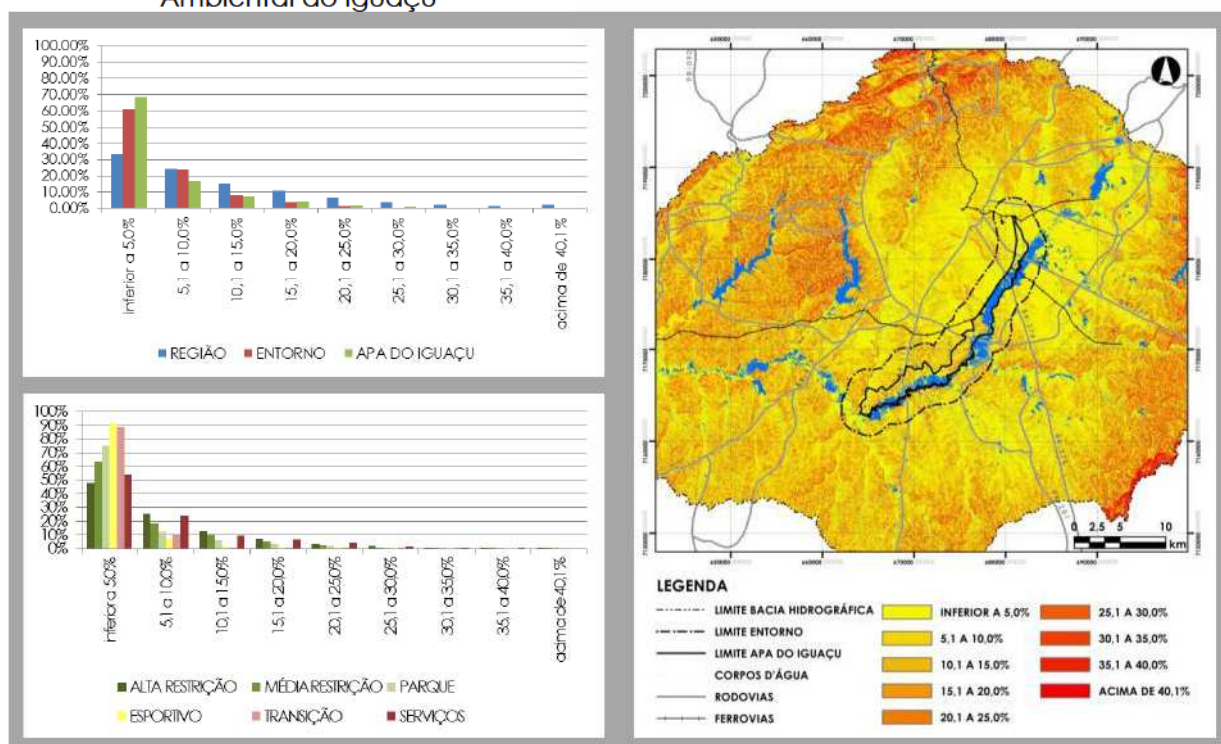 Ambiental do Iguaçu
100.00%
90.00%
80.00%
70.00%
60.00%
50.00%
40.00%
30.00%
20.00%
10.00%
0.00%
inferior a 5,0%
5,1 a 10,0%
10,1 a 15,0%
15,1 a 20,0%
20,1 a 25,0%
25,1 a 30,0%
30,1 a 35,0%
35,1 a 40,0%
acima de 40,1%
REGIÃO ENTORNO APA DO IGUAÇU
100%
90%
80%
70%
60%
50%
40%
30%
20%
10%
0%
inferior a 5,0%
5,1 a 10,0%
10,1 a 15,0%
15,1 a 20,0%
20,1 a 25,0%
25,1 a 30,0%
30,1 a 35,0%
35,1 a 40,0%
acima de 40,1%
ALTA RESTRIÇÃO MÉDIA RESTRIÇÃO PARQUE
ESPORTIVO TRANSIÇÃO SERVIÇOS
0 2.5 5 10
km
LEGENDA
LIMITE BACIA HIDROGRÁFICA
LIMITE ENTORNO
LIMITE APA DO IGUAÇU
CORPOS D'ÁGUA
RODOVIAS
FERROVIAS
INFERIOR A 5,0%
5,1 A 10,0%
10,1 A 15,0%
15,1 A 20,0%
20,1 A 25,0%
25,1 A 30,0%
30,1 A 35,0%
35,1 A 40,0%
ACIMA DE 40,1%